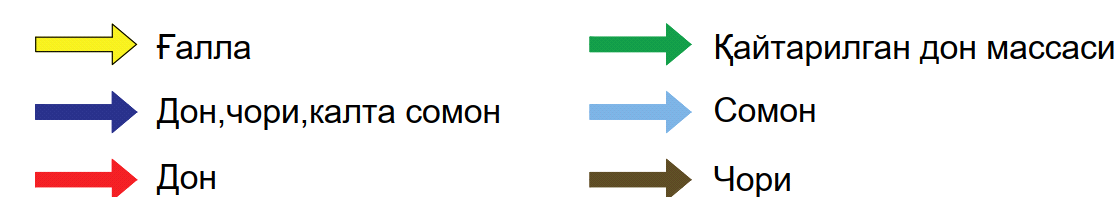 Ғалла
Дон,чори,калта сомон
Дон
Қайтарилган дон массаси
Сомон
Чори